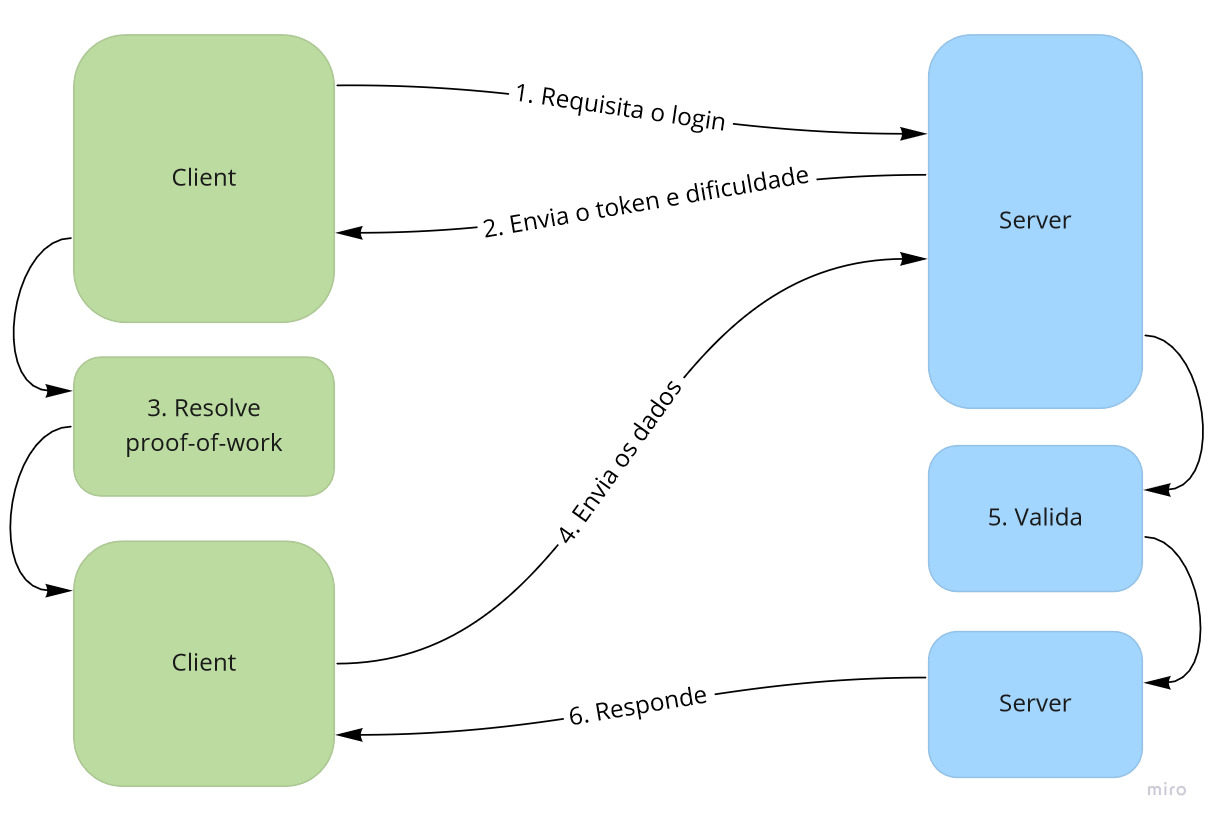 1. Requisita o login
Client
2. Envia o token e dificuldade
Server
3. Resolve
proof-of-work
4. Envia os dados
5. Valida
Client
6. Responde
Server
miro